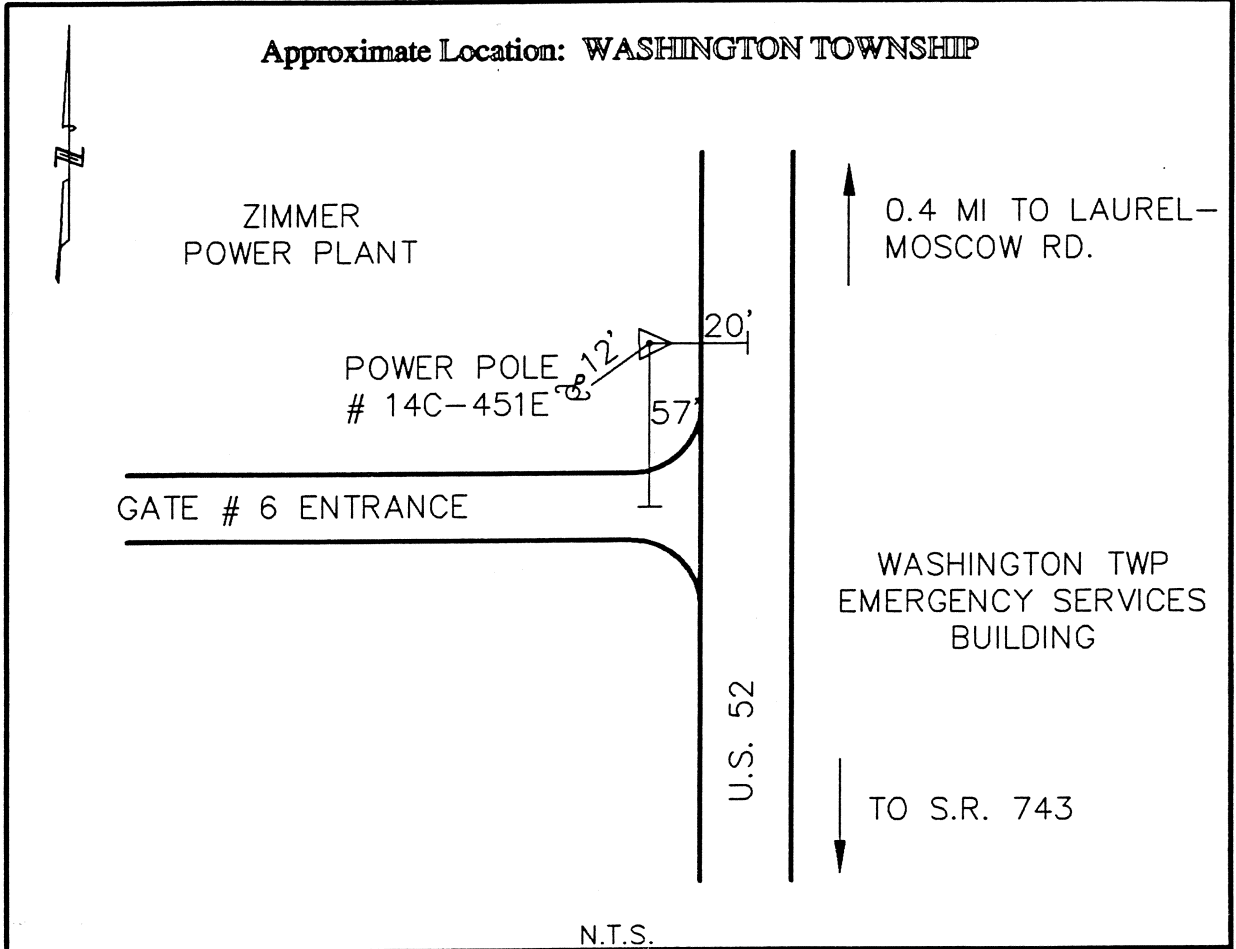 Approximate Location: WASHINGTON TOWNSHIP
N
ZIMMER
POWER PLANT
0.4 MI TO LAUREL-
MOSCOW RD.
20'
12'
POWER POLE
# 14C-451E
57'
GATE # 6 ENTRANCE
WASHINGTON TWP
EMERGENCY SERVICES
BUILDING
U.S. 52
TO S.R. 743
N.T.S.